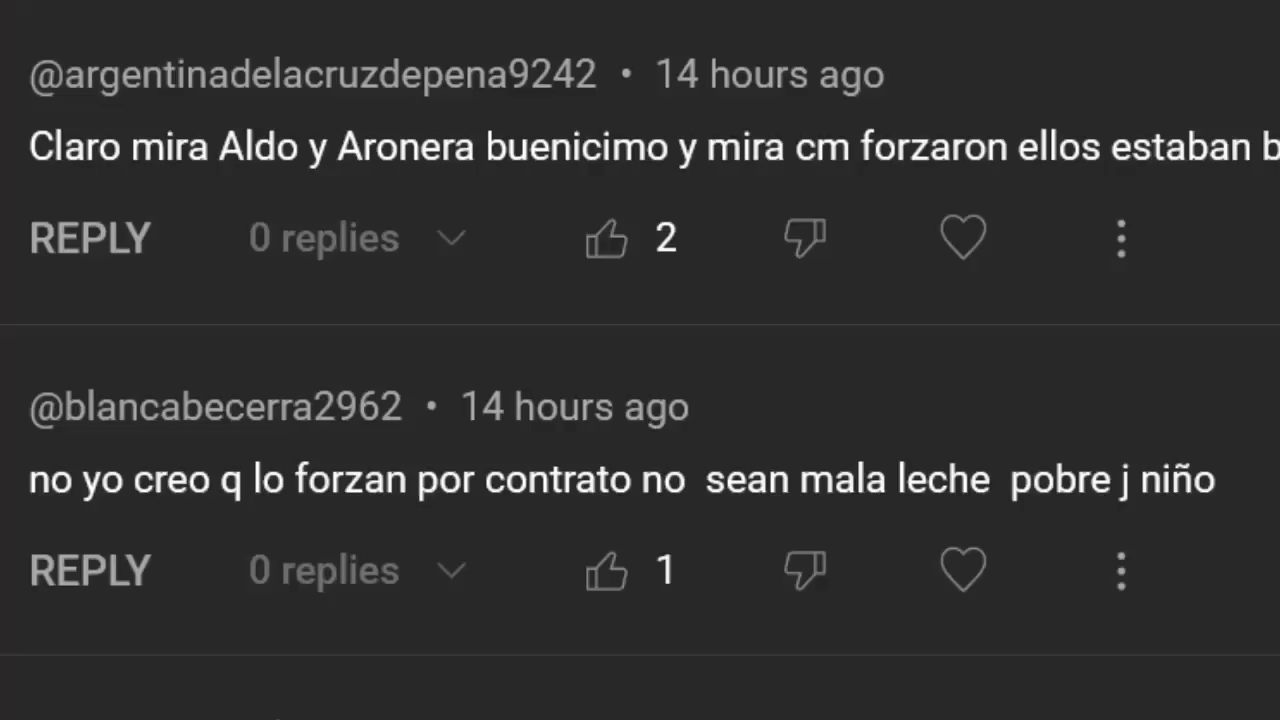 @argentinadelacruzdepena9242 • 14 hours ago
Claro mira Aldo y Aronera buenicimo y mira cm forzaron ellos estaban b
REPLY 0 replies 2
@blancabecerra2962 • 14 hours ago
no yo creo q lo forzan por contrato no  sean mala leche  pobre j niño
REPLY 0 replies 1